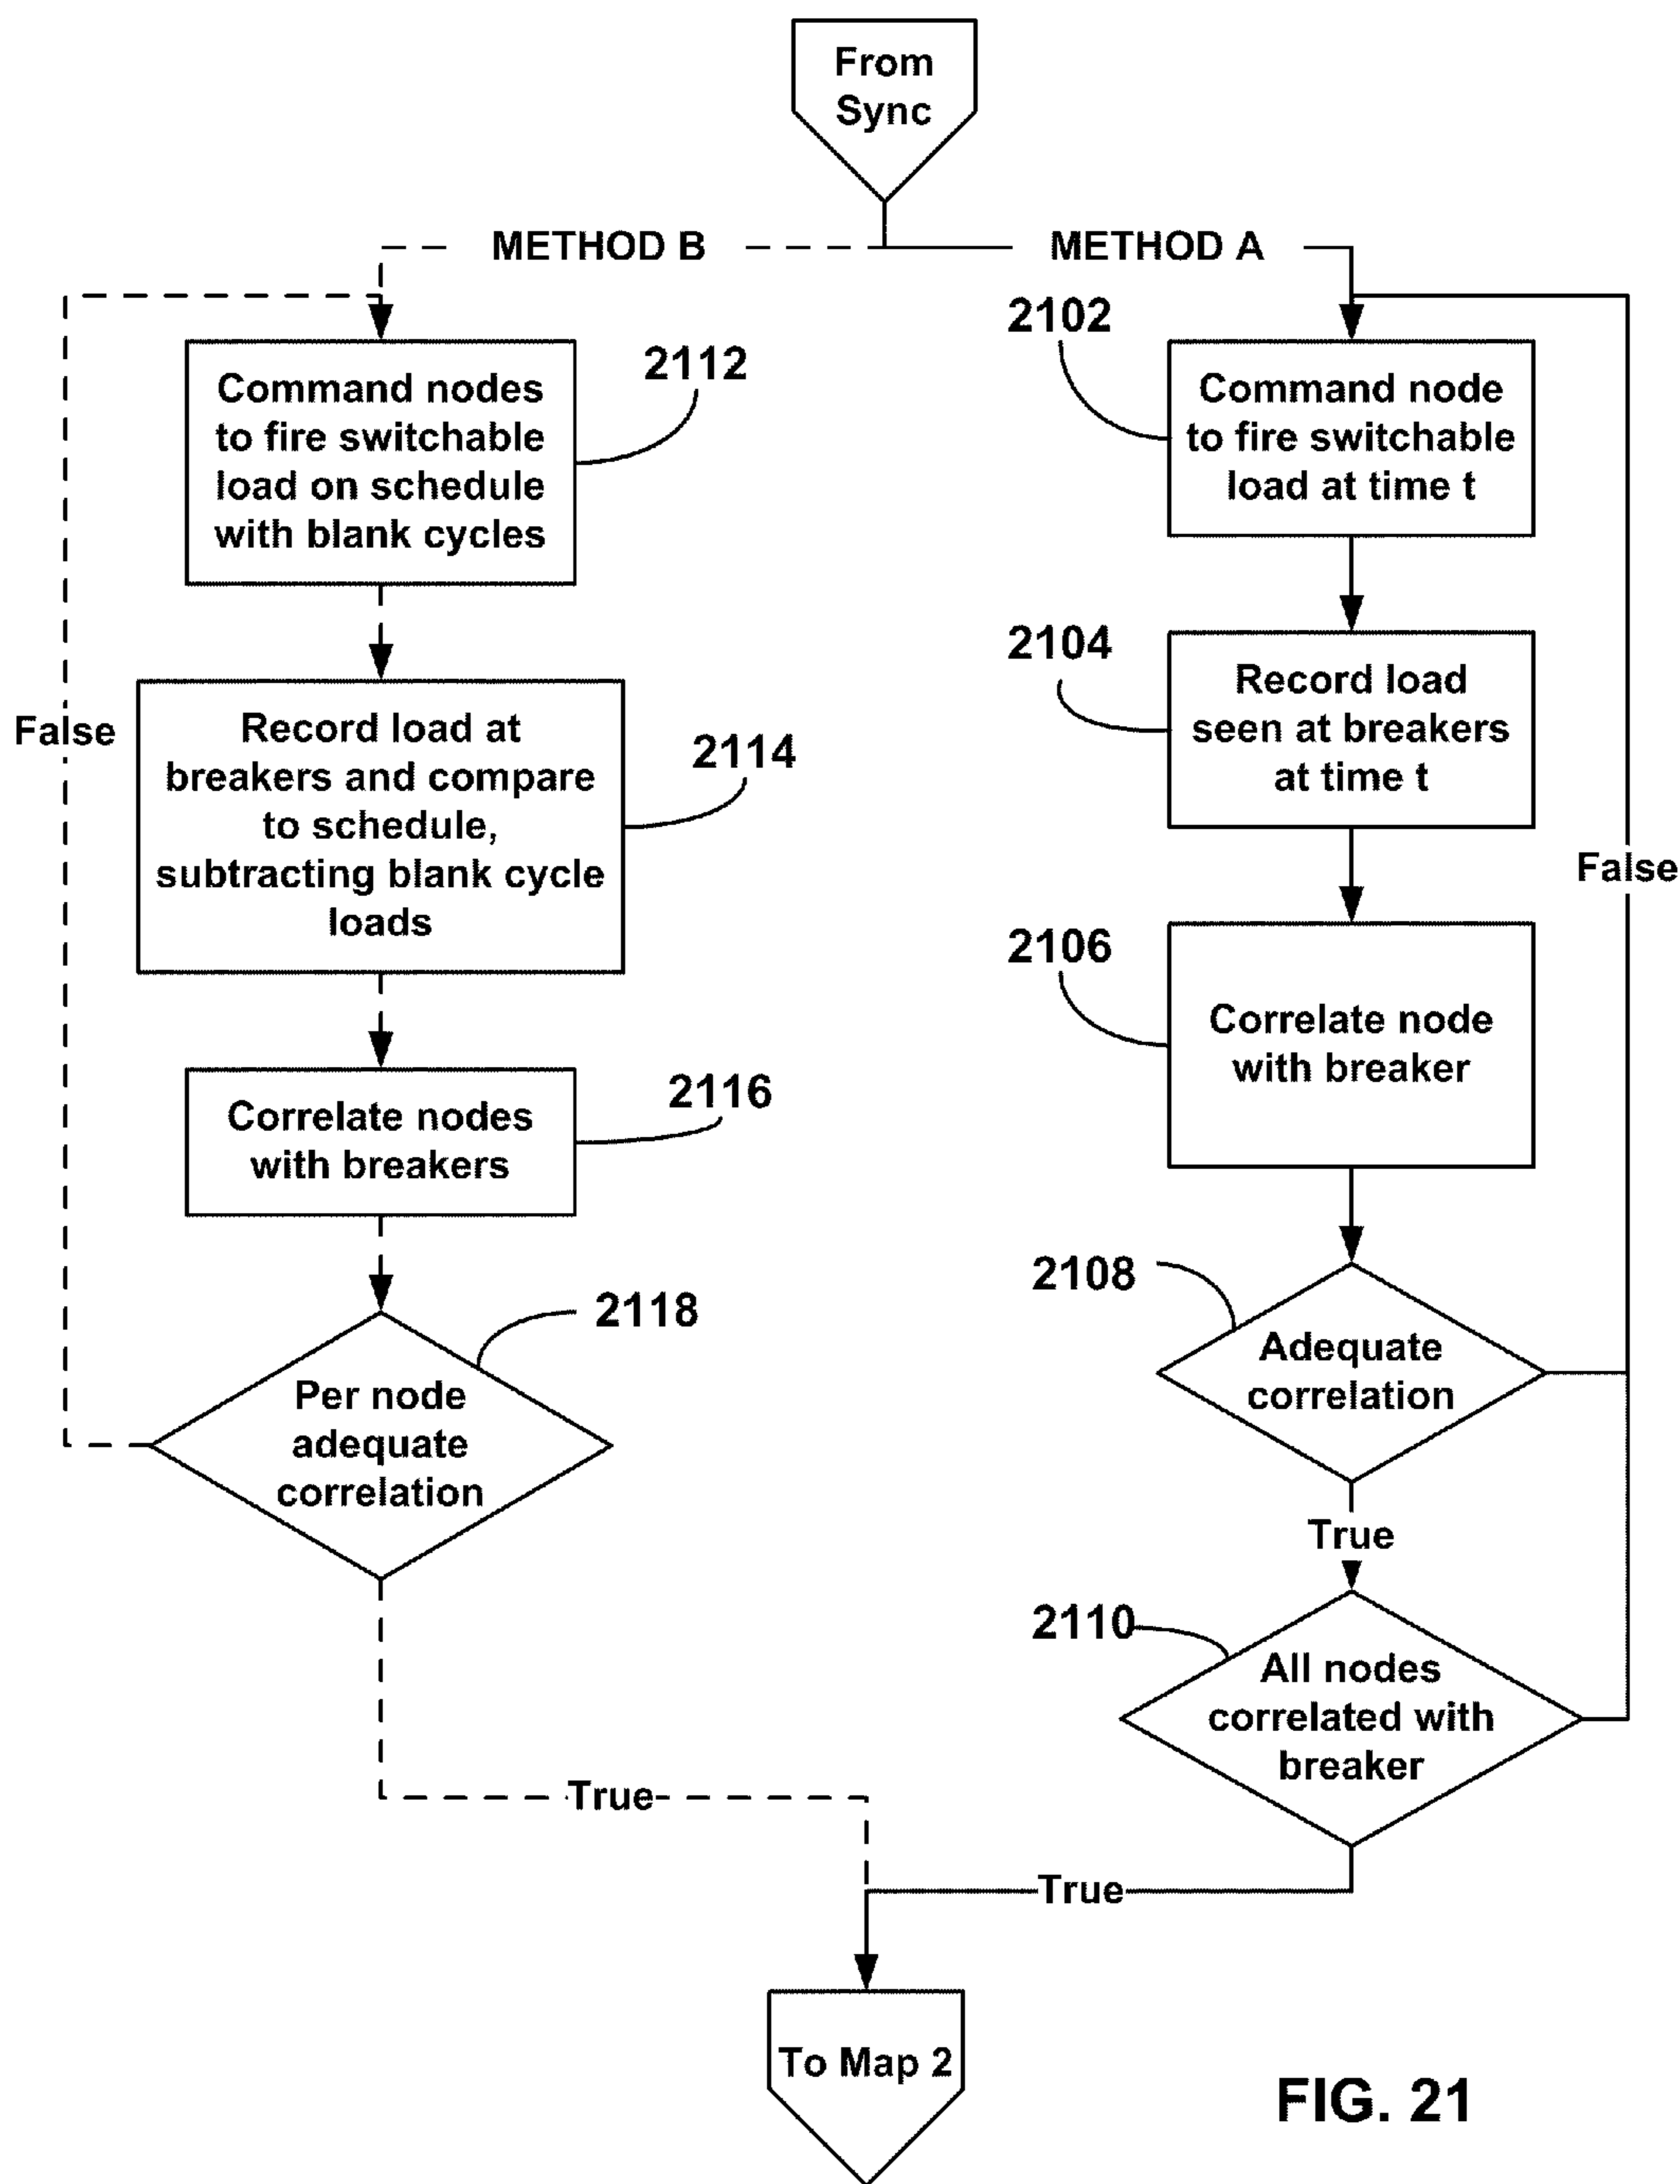 From
Sync
METHOD B
METHOD A
2102
2112
Command nodes
to fire switchable
load on schedule
with blank cycles
Command node
to fire switchable
load at time t
2104
False
Record load at
breakers and compare
to schedule,
subtracting blank cycle
loads
2114
Record load
seen at breakers
at time t
False
2106
Correlate node
with breaker
2116
Correlate nodes
with breakers
2108
Adequate
correlation
2118
Per node
adequate
correlation
True
2110
All nodes
correlated with
breaker
True
True
To Map 2
FIG. 21